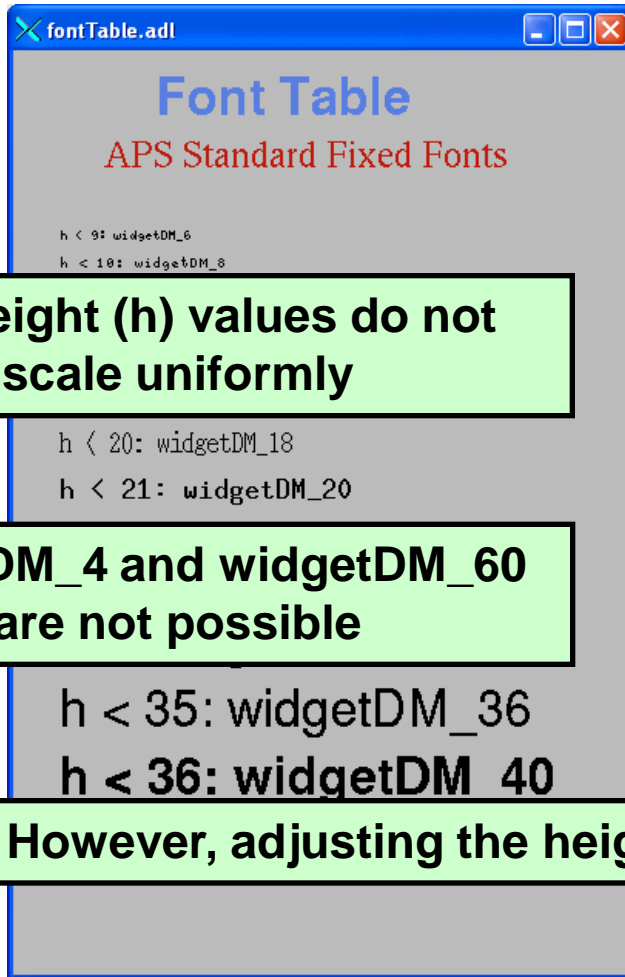 fontTable.adl
Font Table
APS Standard Fixed Fonts
h < 9: widgetDM_6
h < 10: widgetDM_8
eight (h) values do not
scale uniformly
h < 20: widgetDM_18
h < 21: widgetDM_20
DM_4 and widgetDM_60
are not possible
h < 35: widgetDM_36
h < 36: widgetDM_40
However, adjusting the heig